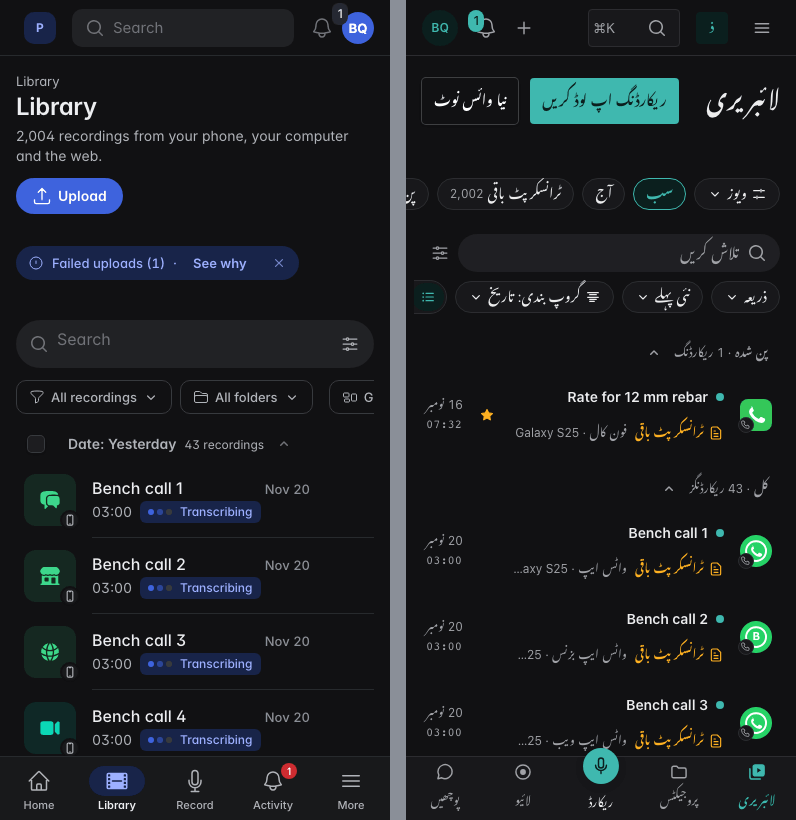 P
Search
1
BQ
Library
Library
2,004 recordings from your phone, your computer
and the web.
Upload
Failed uploads (1) · See why
Search
All recordings
All folders
G
Date: Yesterday 43 recordings
Bench call 1
Nov 20
03:00 Transcribing
Bench call 2
Nov 20
03:00 Transcribing
Bench call 3
Nov 20
03:00 Transcribing
Bench call 4
Nov 20
03:00 Transcribing
Home
Library
Record
1
Activity
More
⌘K
1
BQ
لائبریری
ریکارڈنگ اپ لوڈ کریں
نیا وائس نوٹ
ویوز
سب
آج
ٹرانسکرپٹ باقی 2,002
پن
تلاش کریں
ذریعہ
نئی پہلے
گروپ بندی: تاریخ
پن شدہ · 1 ریکارڈنگ
Rate for 12 mm rebar
16 نومبر
ٹرانسکرپٹ باقی فون کال · Galaxy S25
07:32
کل · 43 ریکارڈنگز
Bench call 1
20 نومبر
ٹرانسکرپٹ باقی واٹس ایپ · axy S25...
03:00
Bench call 2
20 نومبر
ٹرانسکرپٹ باقی واٹس ایپ بزنس · 25...
03:00
Bench call 3
20 نومبر
ٹرانسکرپٹ باقی واٹس ایپ ویب · 25...
03:00
لائبریری
پروجیکٹس
ریکارڈ
لائیو
پوچھیں